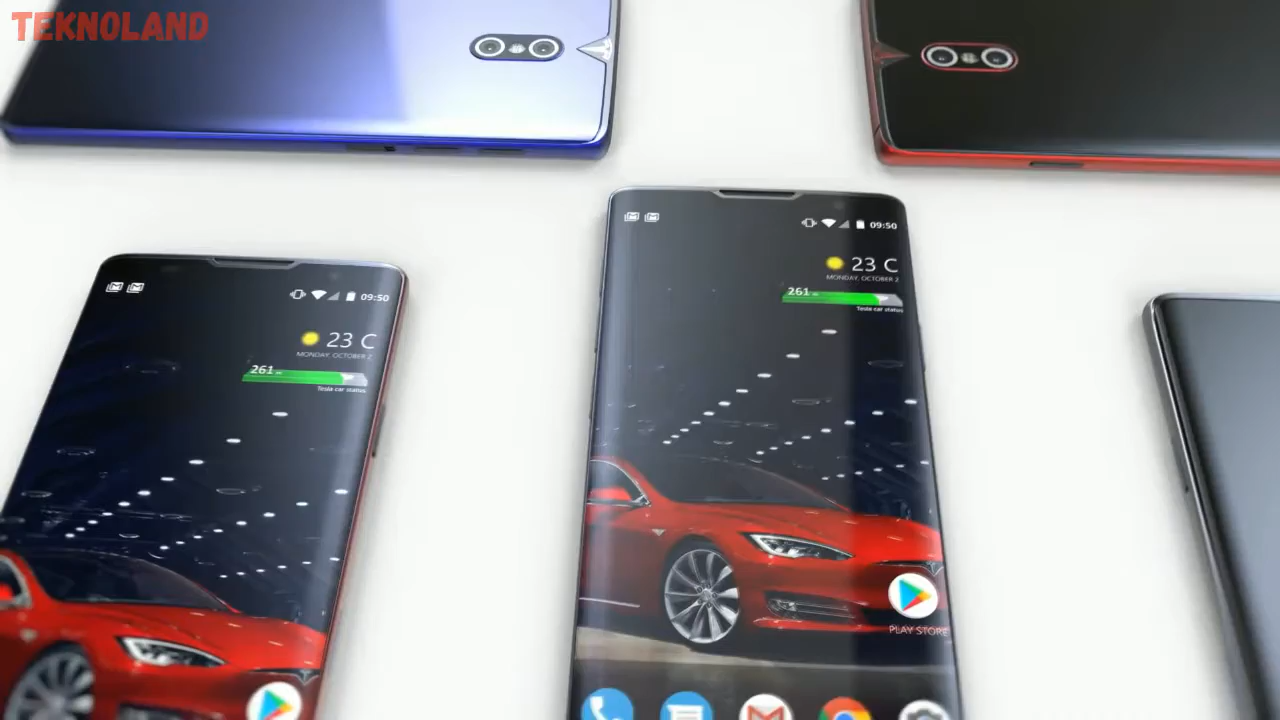 TEKNOLAND
09:50
23 C
MONDAY, OCTOBER 2
261
Tesla car status
PLAY STORE
09:50
23 C
MONDAY, OCTOBER 2
261
Tesla car status